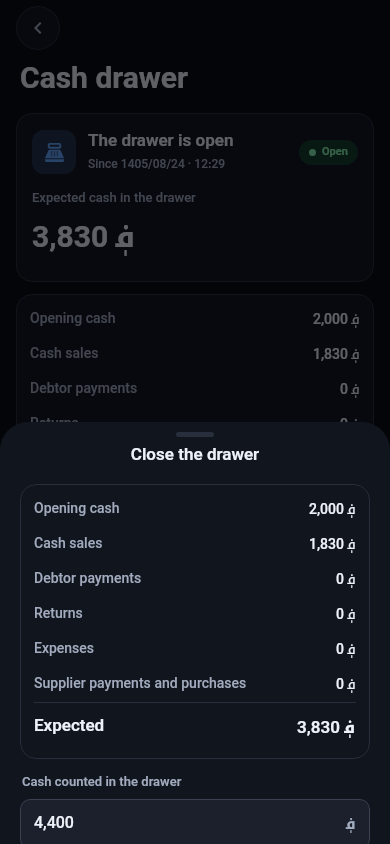 Cash drawer
The drawer is open
Since 1405/08/24 · 12:29
Open
Expected cash in the drawer
3,830 ؋
Opening cash 2,000 ؋
Cash sales 1,830 ؋
Debtor payments 0 ؋
Close the drawer
Opening cash 2,000 ؋
Cash sales 1,830 ؋
Debtor payments 0 ؋
Returns 0 ؋
Expenses 0 ؋
Supplier payments and purchases 0 ؋
Expected 3,830 ؋
Cash counted in the drawer
4,400 ؋